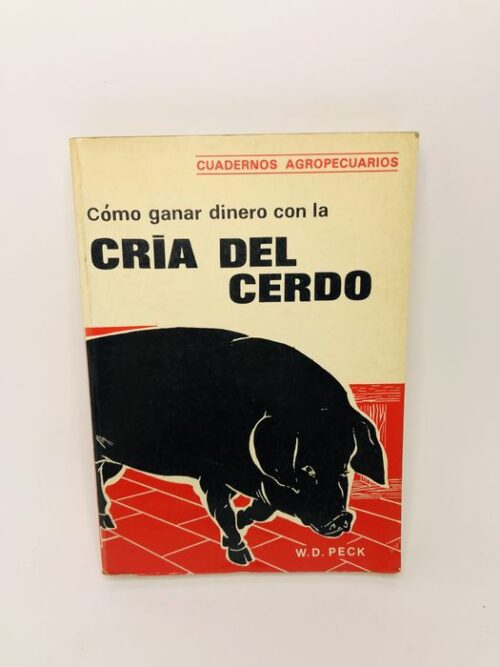 CUADERNOS AGROPECUARIOS
Cómo ganar dinero con la
CRÍA DEL
CERDO
W.D. PECK